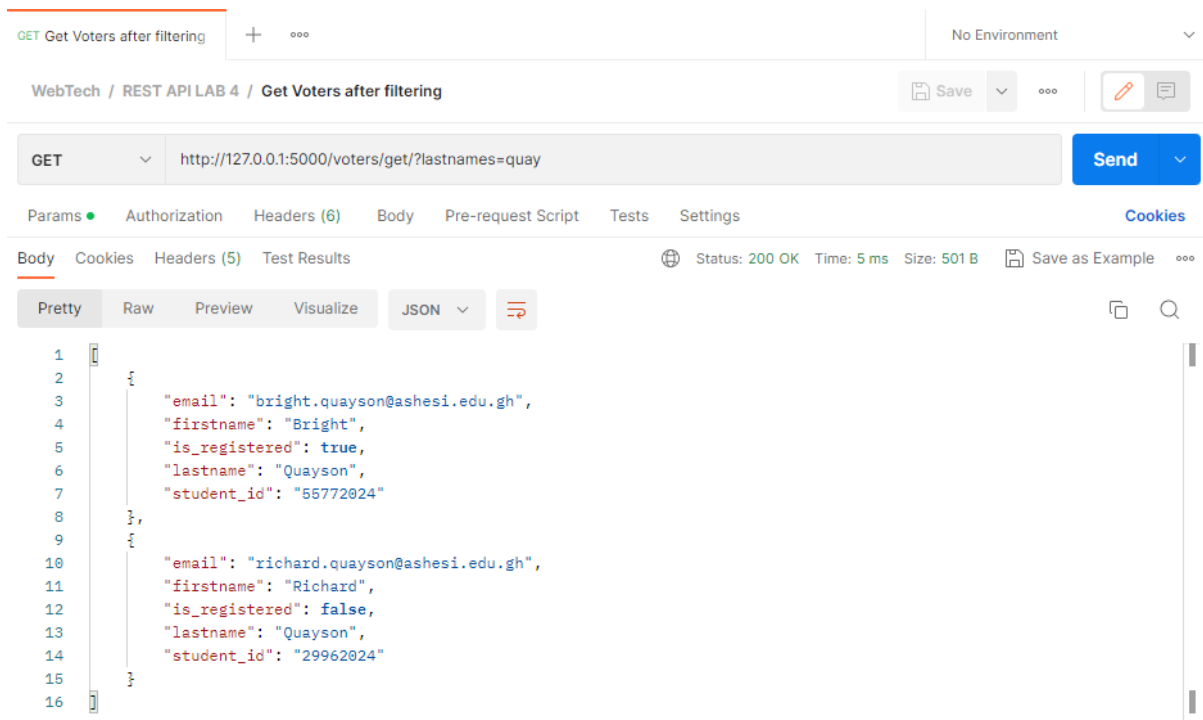 GET Get Voters after filtering
No Environment
WebTech / REST API LAB 4 / Get Voters after filtering
Save
GET http://127.0.0.1:5000/voters/get/?lastnames=quay Send
Params Authorization Headers (6) Body Pre-request Script Tests Settings Cookies
Body Cookies Headers (5) Test Results Status: 200 OK Time: 5 ms Size: 501 B Save as Example
Pretty Raw Preview Visualize JSON
1 [
2 {
3 "email": "bright.quayson@ashesi.edu.gh",
4 "firstname": "Bright",
5 "is_registered": true,
6 "lastname": "Quayson",
7 "student_id": "55772024"
8 },
9 {
10 "email": "richard.quayson@ashesi.edu.gh",
11 "firstname": "Richard",
12 "is_registered": false,
13 "lastname": "Quayson",
14 "student_id": "29962024"
15 }
16 ]